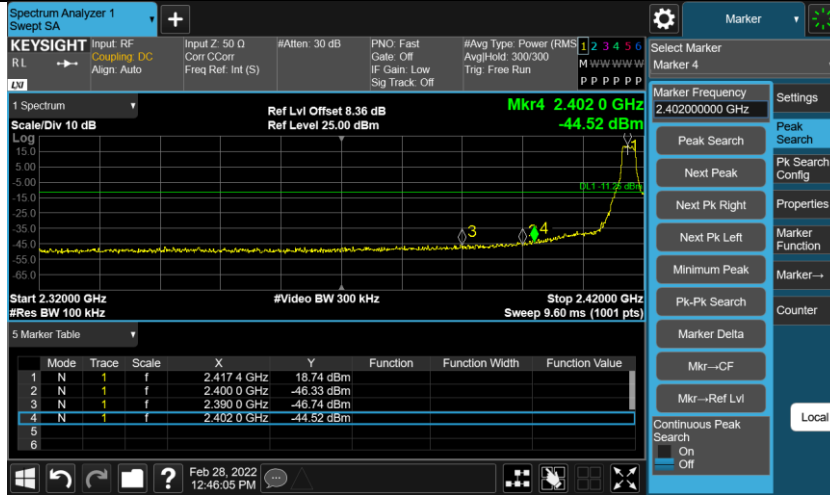 Spectrum Analyzer 1
Swept SA
Marker
KEYSIGHT
RL
LXI
Input: RF
Coupling: DC
Align: Auto
Input Z: 50 Ω
Corr CCorr
Freq Ref: Int (S)
#Atten: 30 dB
PNO: Fast
Gate: Off
IF Gain: Low
Sig Track: Off
#Avg Type: Power (RMS
Avg|Hold: 300/300
Trig: Free Run
1 2 3 4 5 6
M W W W W W
P P P P P P
Select Marker
Marker 4
1 Spectrum
Scale/Div 10 dB
Ref Lvl Offset 8.36 dB
Ref Level 25.00 dBm
Mkr4 2.402 0 GHz
-44.52 dBm
Log
15.0
5.00
-5.00
-15.0
-25.0
-35.0
-45.0
-55.0
-65.0
1
DL1 -11.26 dBm
3
2
4
Start 2.32000 GHz
#Res BW 100 kHz
#Video BW 300 kHz
Stop 2.42000 GHz
Sweep 9.60 ms (1001 pts)
5 Marker Table
Mode Trace Scale X Y Function Function Width Function Value
1 N 1 f 2.417 4 GHz 18.74 dBm
2 N 1 f 2.400 0 GHz -46.33 dBm
3 N 1 f 2.390 0 GHz -46.74 dBm
4 N 1 f 2.402 0 GHz -44.52 dBm
5
6
Marker Frequency
2.402000000 GHz
Peak Search
Next Peak
Next Pk Right
Next Pk Left
Minimum Peak
Pk-Pk Search
Marker Delta
Mkr→CF
Mkr→Ref Lvl
Continuous Peak
Search
On
Off
Settings
Peak
Search
Pk Search
Config
Properties
Marker
Function
Marker→
Counter
Local
?
Feb 28, 2022
12:46:05 PM